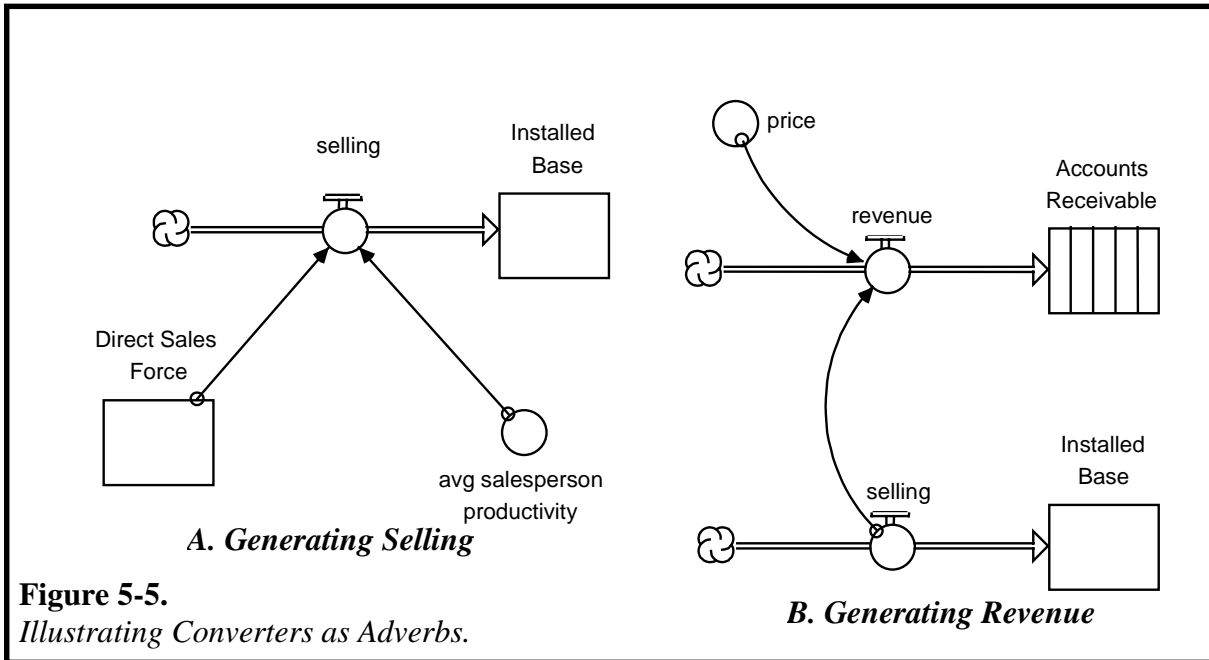 selling
Installed
Base
Direct Sales
Force
avg salesperson
productivity
A. Generating Selling
price
Accounts
Receivable
revenue
Installed
Base
selling
B. Generating Revenue
Figure 5-5.
Illustrating Converters as Adverbs.